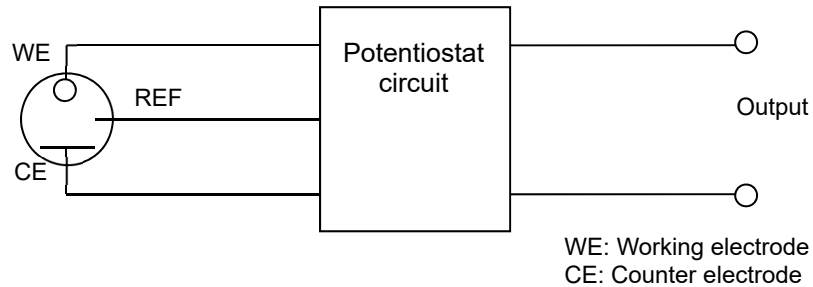 WE
REF
CE
Potentiostat
circuit
Output
WE: Working electrode
CE: Counter electrode